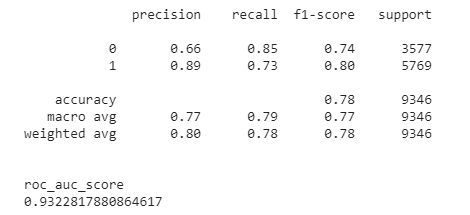 precision recall f1-score support
0 0.66 0.85 0.74 3577
1 0.89 0.73 0.80 5769
accuracy 0.78 9346
macro avg 0.77 0.79 0.77 9346
weighted avg 0.80 0.78 0.78 9346
roc_auc_score
0.9322817880864617